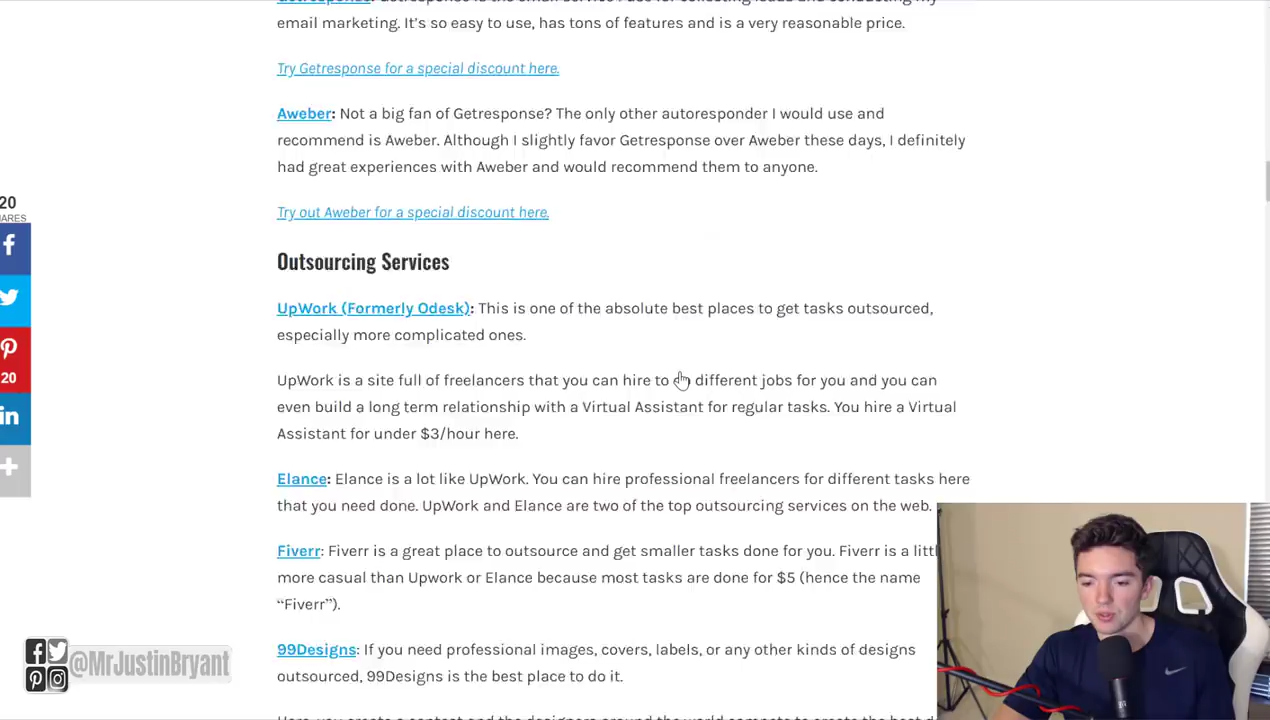 email marketing. It's so easy to use, has tons of features and is a very reasonable price.
Try Getresponse for a special discount here.
Aweber: Not a big fan of Getresponse? The only other autoresponder I would use and
recommend is Aweber. Although I slightly favor Getresponse over Aweber these days, I definitely
had great experiences with Aweber and would recommend them to anyone.
Try out Aweber for a special discount here.
20
HARES
Outsourcing Services
UpWork (Formerly Odesk): This is one of the absolute best places to get tasks outsourced,
especially more complicated ones.
UpWork is a site full of freelancers that you can hire to different jobs for you and you can
even build a long term relationship with a Virtual Assistant for regular tasks. You hire a Virtual
Assistant for under $3/hour here.
20
Elance: Elance is a lot like UpWork. You can hire professional freelancers for different tasks here
that you need done. UpWork and Elance are two of the top outsourcing services on the web.
Fiverr: Fiverr is a great place to outsource and get smaller tasks done for you. Fiverr is a littl
more casual than Upwork or Elance because most tasks are done for $5 (hence the name
“Fiverr”).
99Designs: If you need professional images, covers, labels, or any other kinds of designs
outsourced, 99Designs is the best place to do it.
@MrJustinBryant